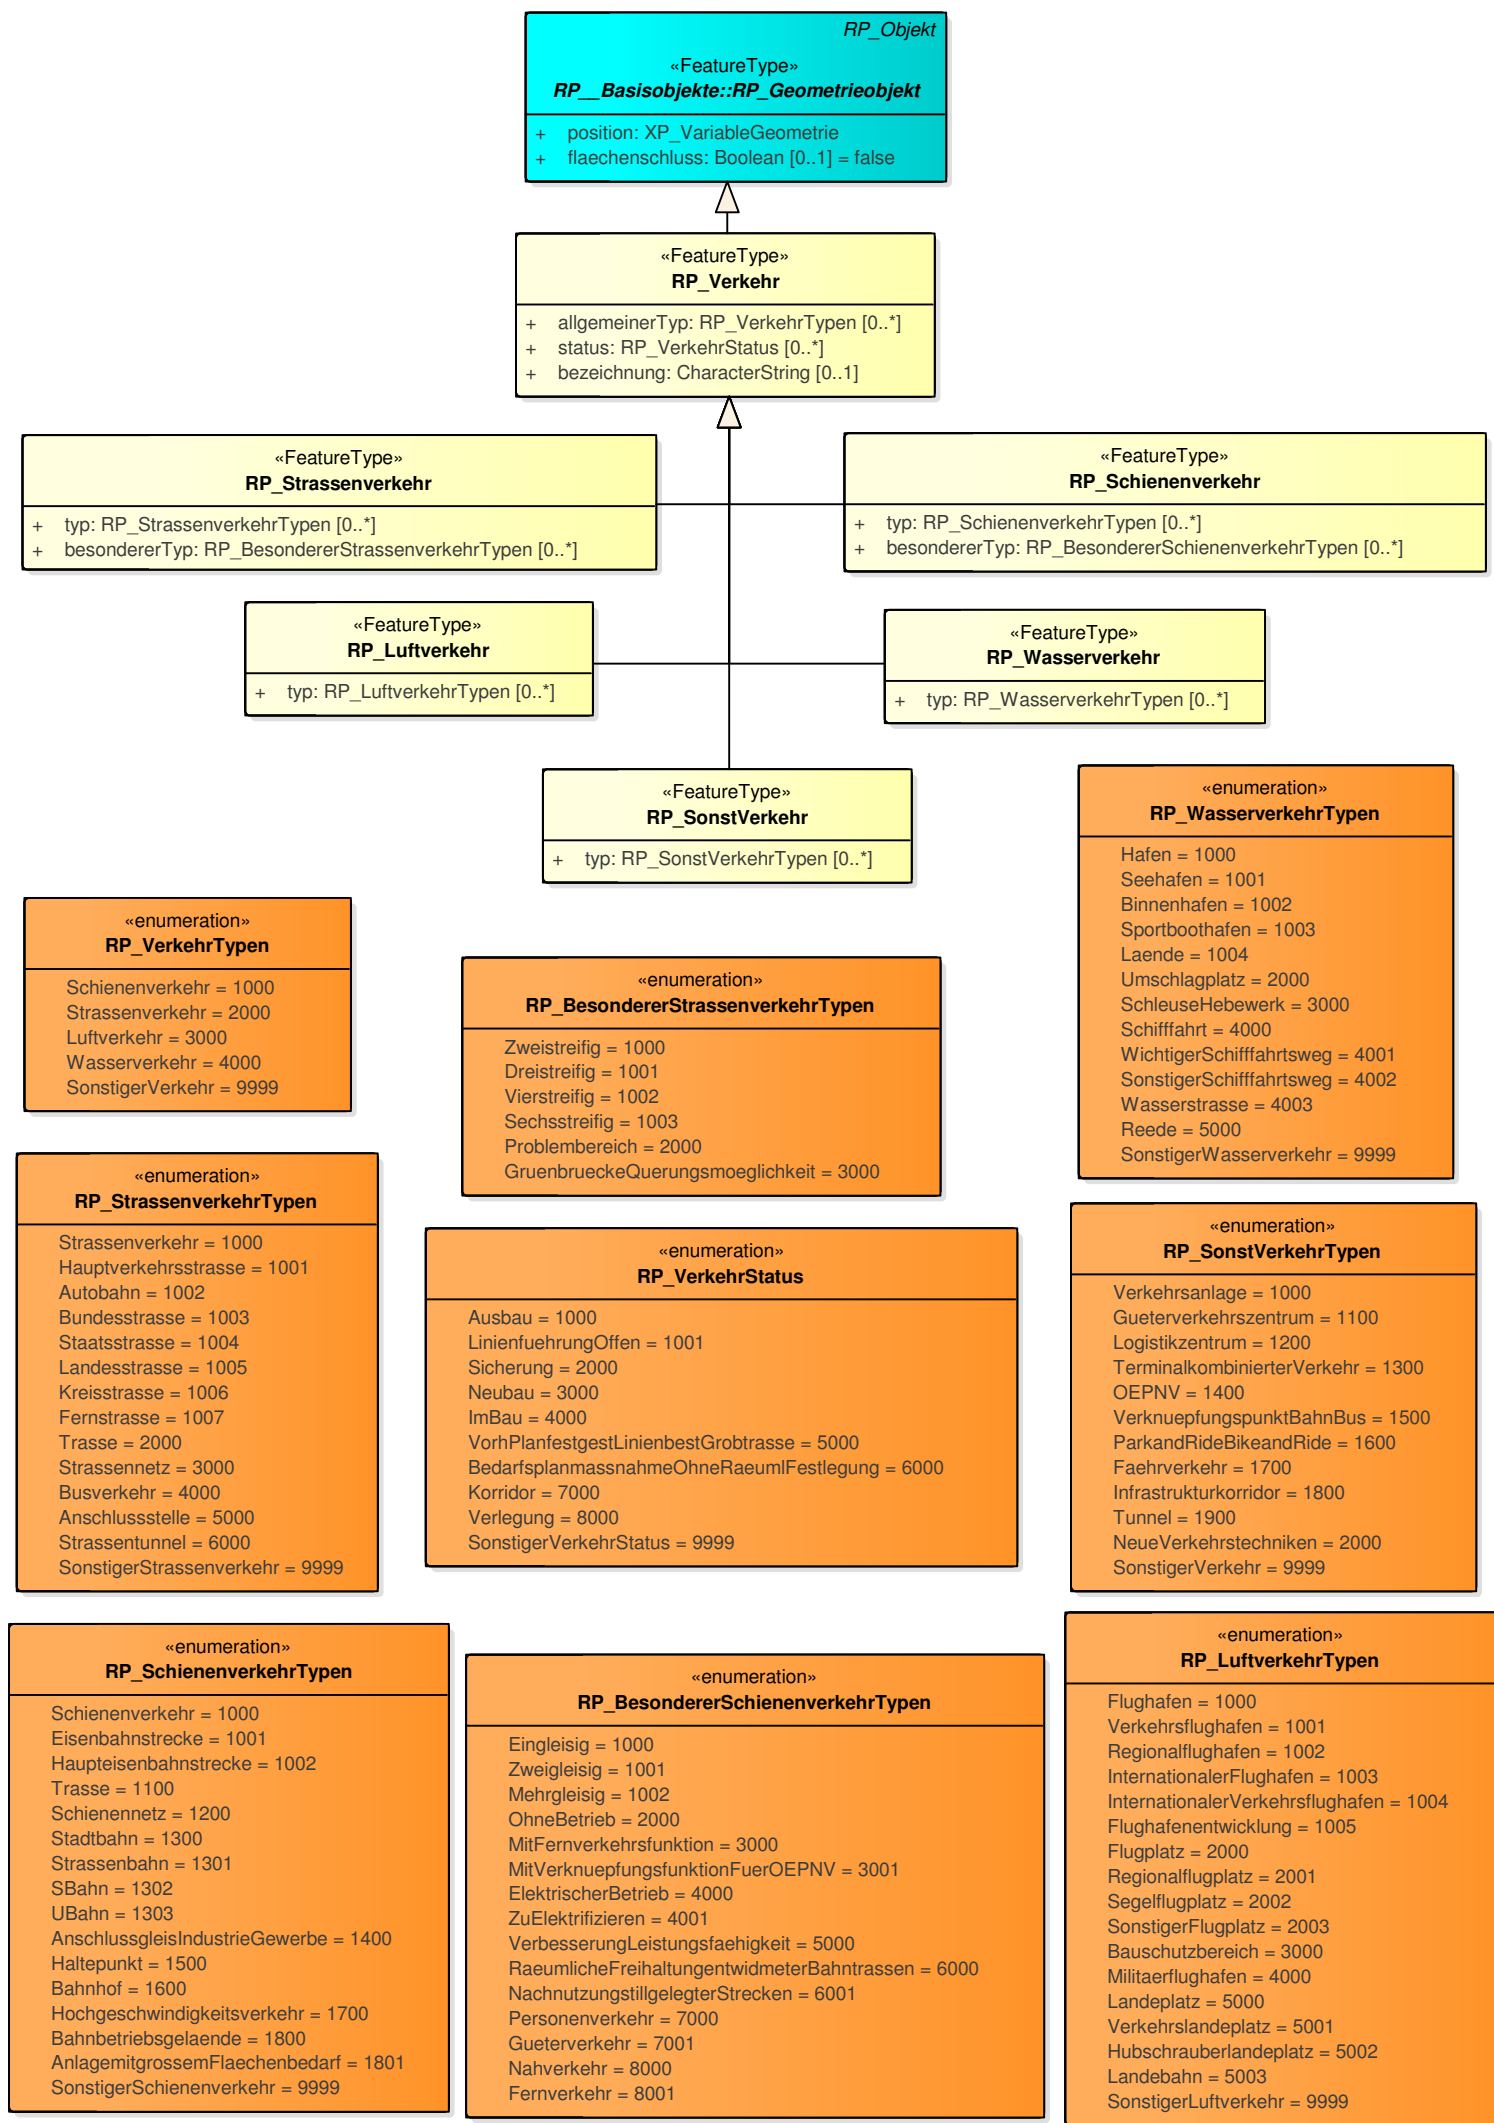 RP_Objekt
«FeatureType»
RP__Basisobjekte::RP_Geometrieobjekt
+ position: XP_VariableGeometrie
+ flaechenschluss: Boolean [0..1] = false
«FeatureType»
RP_Verkehr
+ allgemeinerTyp: RP_VerkehrTypen [0..*]
+ status: RP_VerkehrStatus [0..*]
+ bezeichnung: CharacterString [0..1]
«FeatureType»
RP_Strassenverkehr
+ typ: RP_StrassenverkehrTypen [0..*]
+ besondererTyp: RP_BesondererStrassenverkehrTypen [0..*]
«FeatureType»
RP_Schienenverkehr
+ typ: RP_SchienenverkehrTypen [0..*]
+ besondererTyp: RP_BesondererSchienenverkehrTypen [0..*]
«FeatureType»
RP_Luftverkehr
+ typ: RP_LuftverkehrTypen [0..*]
«FeatureType»
RP_Wasserverkehr
+ typ: RP_WasserverkehrTypen [0..*]
«FeatureType»
RP_SonstVerkehr
+ typ: RP_SonstVerkehrTypen [0..*]
«enumeration»
RP_WasserverkehrTypen
Hafen = 1000
Seehafen = 1001
Binnenhafen = 1002
Sportboothafen = 1003
Laende = 1004
Umschlagplatz = 2000
SchleuseHebewerk = 3000
Schifffahrt = 4000
WichtigerSchifffahrtsweg = 4001
SonstigerSchifffahrtsweg = 4002
Wasserstrasse = 4003
Reede = 5000
SonstigerWasserverkehr = 9999
«enumeration»
RP_VerkehrTypen
Schienenverkehr = 1000
Strassenverkehr = 2000
Luftverkehr = 3000
Wasserverkehr = 4000
SonstigerVerkehr = 9999
«enumeration»
RP_BesondererStrassenverkehrTypen
Zweistreifig = 1000
Dreistreifig = 1001
Vierstreifig = 1002
Sechsstreifig = 1003
Problembereich = 2000
GruenbrueckeQuerungsmoeglichkeit = 3000
«enumeration»
RP_StrassenverkehrTypen
Strassenverkehr = 1000
Hauptverkehrsstrasse = 1001
Autobahn = 1002
Bundesstrasse = 1003
Staatsstrasse = 1004
Landesstrasse = 1005
Kreisstrasse = 1006
Fernstrasse = 1007
Trasse = 2000
Strassennetz = 3000
Busverkehr = 4000
Anschlussstelle = 5000
Strassentunnel = 6000
SonstigerStrassenverkehr = 9999
«enumeration»
RP_VerkehrStatus
Ausbau = 1000
LinienfuehrungOffen = 1001
Sicherung = 2000
Neubau = 3000
ImBau = 4000
VorhPlanfestgestLinienbestGrobtrasse = 5000
BedarfsplanmassnahmeOhneRaeumlFestlegung = 6000
Korridor = 7000
Verlegung = 8000
SonstigerVerkehrStatus = 9999
«enumeration»
RP_SonstVerkehrTypen
Verkehrsanlage = 1000
Gueterverkehrszentrum = 1100
Logistikzentrum = 1200
TerminalkombinierterVerkehr = 1300
OEPNV = 1400
VerknuepfungspunktBahnBus = 1500
ParkandRideBikeandRide = 1600
Faehrverkehr = 1700
Infrastrukturkorridor = 1800
Tunnel = 1900
NeueVerkehrstechniken = 2000
SonstigerVerkehr = 9999
«enumeration»
RP_SchienenverkehrTypen
Schienenverkehr = 1000
Eisenbahnstrecke = 1001
Haupteisenbahnstrecke = 1002
Trasse = 1100
Schienennetz = 1200
Stadtbahn = 1300
Strassenbahn = 1301
SBahn = 1302
UBahn = 1303
AnschlussgleisIndustrieGewerbe = 1400
Haltepunkt = 1500
Bahnhof = 1600
Hochgeschwindigkeitsverkehr = 1700
Bahnbetriebsgelaende = 1800
AnlagemitgrossemFlaechenbedarf = 1801
SonstigerSchienenverkehr = 9999
«enumeration»
RP_BesondererSchienenverkehrTypen
Eingleisig = 1000
Zweigleisig = 1001
Mehrgleisig = 1002
OhneBetrieb = 2000
MitFernverkehrsfunktion = 3000
MitVerknuepfungsfunktionFuerOEPNV = 3001
ElektrischerBetrieb = 4000
ZuElektrifizieren = 4001
VerbesserungLeistungsfaehigkeit = 5000
RaeumlicheFreihaltungentwidmeterBahntrassen = 6000
NachnutzungstillgelegterStrecken = 6001
Personenverkehr = 7000
Gueterverkehr = 7001
Nahverkehr = 8000
Fernverkehr = 8001
«enumeration»
RP_LuftverkehrTypen
Flughafen = 1000
Verkehrsflughafen = 1001
Regionalflughafen = 1002
InternationalerFlughafen = 1003
InternationalerVerkehrsflughafen = 1004
Flughafenentwicklung = 1005
Flugplatz = 2000
Regionalflugplatz = 2001
Segelflugplatz = 2002
SonstigerFlugplatz = 2003
Bauschutzbereich = 3000
Militaerflughafen = 4000
Landeplatz = 5000
Verkehrslandeplatz = 5001
Hubschrauberlandeplatz = 5002
Landebahn = 5003
SonstigerLuftverkehr = 9999